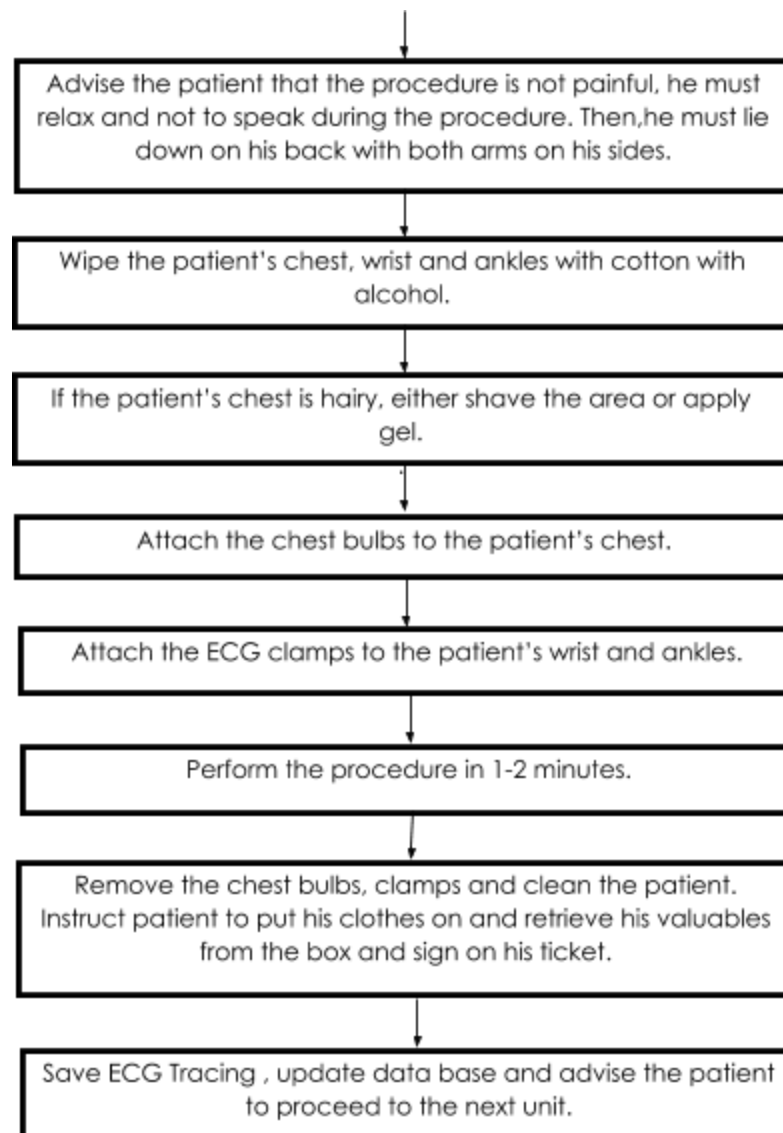 Advise the patient that the procedure is not painful, he must
relax and not to speak during the procedure. Then,he must lie
down on his back with both arms on his sides.
Wipe the patient's chest, wrist and ankles with cotton with
alcohol.
If the patient's chest is hairy, either shave the area or apply
gel.
Attach the chest bulbs to the patient's chest.
Attach the ECG clamps to the patient's wrist and ankles.
Perform the procedure in 1-2 minutes.
Remove the chest bulbs, clamps and clean the patient.
Instruct patient to put his clothes on and retrieve his valuables
from the box and sign on his ticket.
Save ECG Tracing , update data base and advise the patient
to proceed to the next unit.